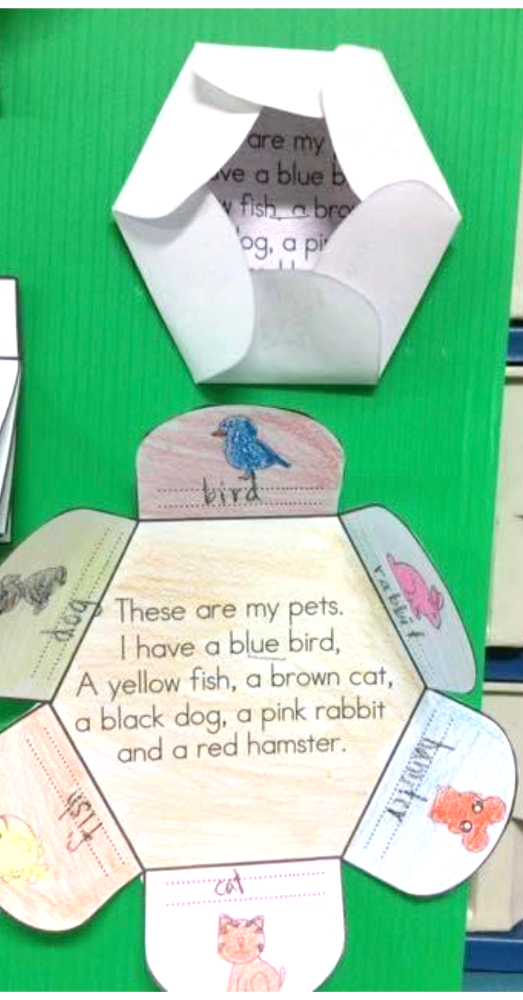 are my
ve a blue b
w fish, a bro
og, a pi
bird
rabbit
dog
These are my pets.
I have a blue bird,
A yellow fish, a brown cat,
a black dog, a pink rabbit
and a red hamster.
hamster
fish
cat